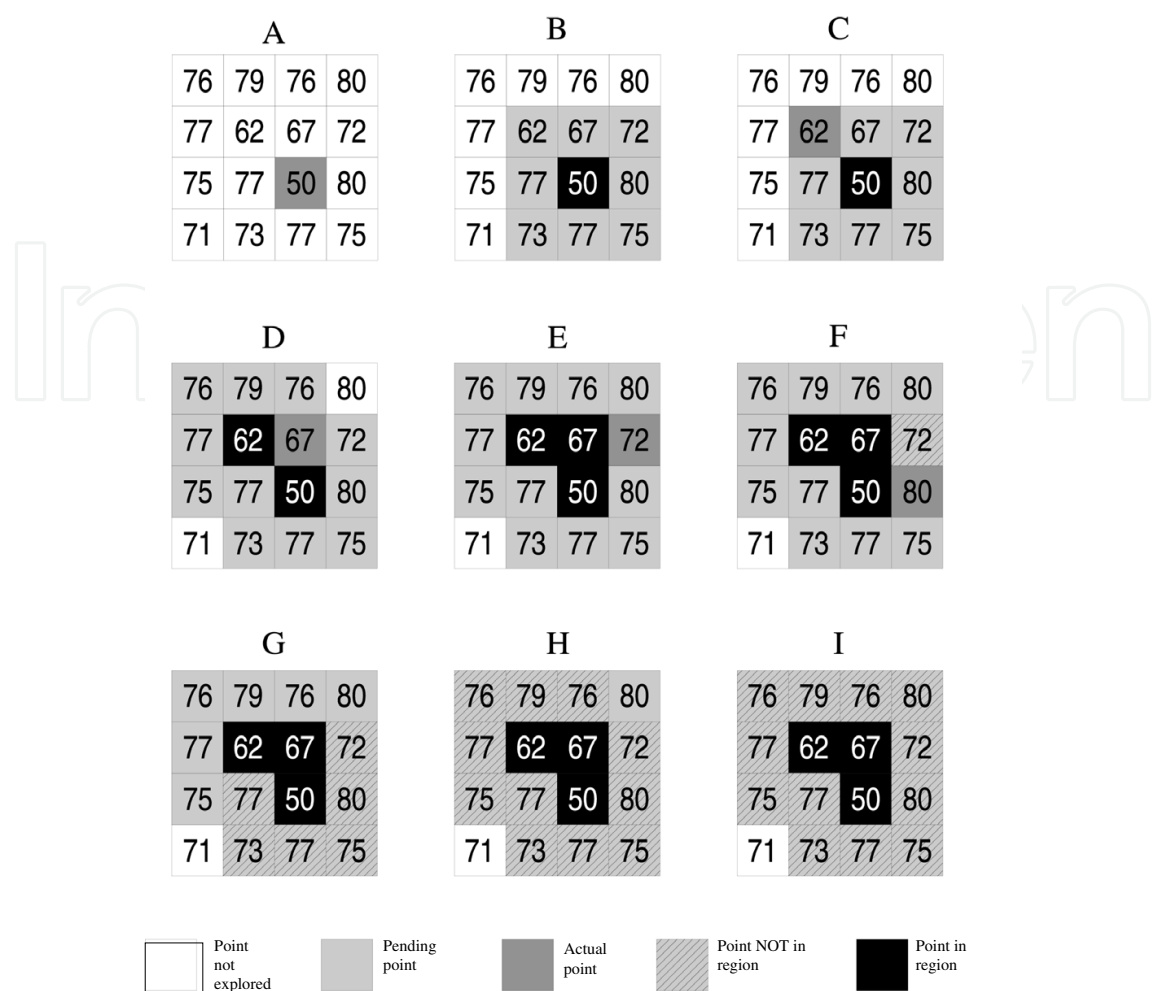 A B C
76 79 76 80 76 79 76 80 76 79 76 80
77 62 67 72 77 62 67 72 77 62 67 72
75 77 50 80 75 77 50 80 75 77 50 80
71 73 77 75 71 73 77 75 71 73 77 75
D E F
76 79 76 80 76 79 76 80 76 79 76 80
77 62 67 72 77 62 67 72 77 62 67 72
75 77 50 80 75 77 50 80 75 77 50 80
71 73 77 75 71 73 77 75 71 73 77 75
G H I
76 79 76 80 76 79 76 80 76 79 76 80
77 62 67 72 77 62 67 72 77 62 67 72
75 77 50 80 75 77 50 80 75 77 50 80
71 73 77 75 71 73 77 75 71 73 77 75
Point
not
explored
Pending
point
Actual
point
Point NOT in
region
Point in
region